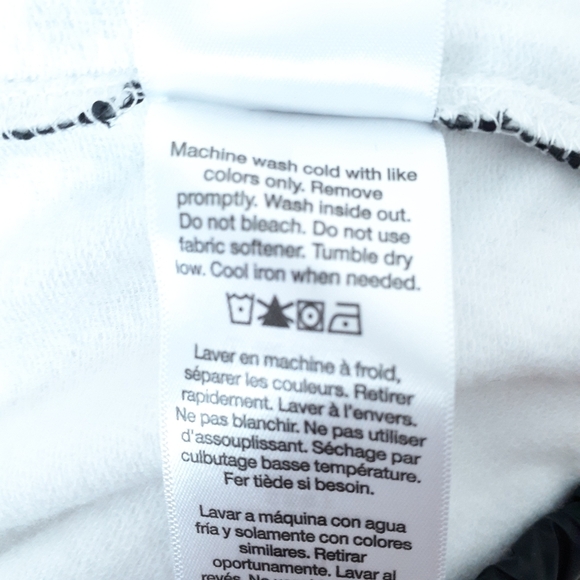 Machine wash cold with like
colors only. Remove
promptly. Wash inside out.
Do not bleach. Do not use
fabric softener. Tumble dry
low. Cool iron when needed.
Laver en machine à froid,
séparer les couleurs. Retirer
rapidement. Laver à l'envers.
Ne pas blanchir. Ne pas utiliser
d'assouplissant. Séchage par
culbutage basse température.
Fer tiède si besoin.
Lavar a máquina con agua
fría y solamente con colores
similares. Retirar
oportunamente. Lavar al
revés. No